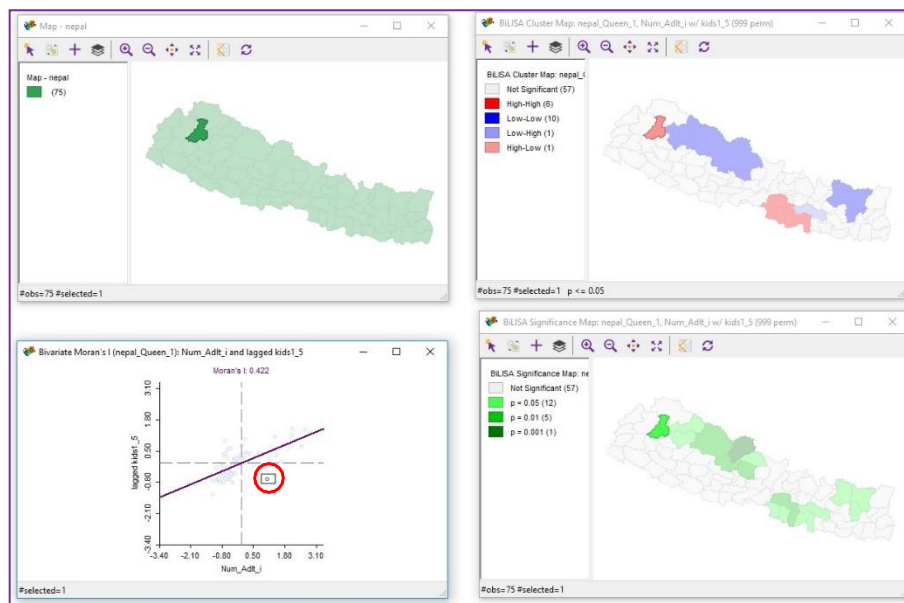 Map - nepal
Map - nepal
(75)
#obs=75 #selected=1
BiLISA Cluster Map: nepal_Queen_1, Num_Adlt_i w/ kids1_5 (999 perm)
BiLISA Cluster Map: nepal_(
Not Significant (57)
High-High (6)
Low-Low (10)
Low-High (1)
High-Low (1)
#obs=75 #selected=1 p <= 0.05
Bivariate Moran's I (nepal_Queen_1): Num_Adlt_i and lagged kids1_5
Moran's I: 0.422
lagged kids1_5
3.10
1.80
0.50
-0.80
-2.10
-3.40
-3.40 -2.10 -0.80 0.50 1.80 3.10
Num_Adlt_i
#selected=1
BiLISA Significance Map: nepal_Queen_1, Num_Adlt_i w/ kids1_5 (999 perm)
BiLISA Significance Map: ne
Not Significant (57)
p = 0.05 (12)
p = 0.01 (5)
p = 0.001 (1)
#obs=75 #selected=1